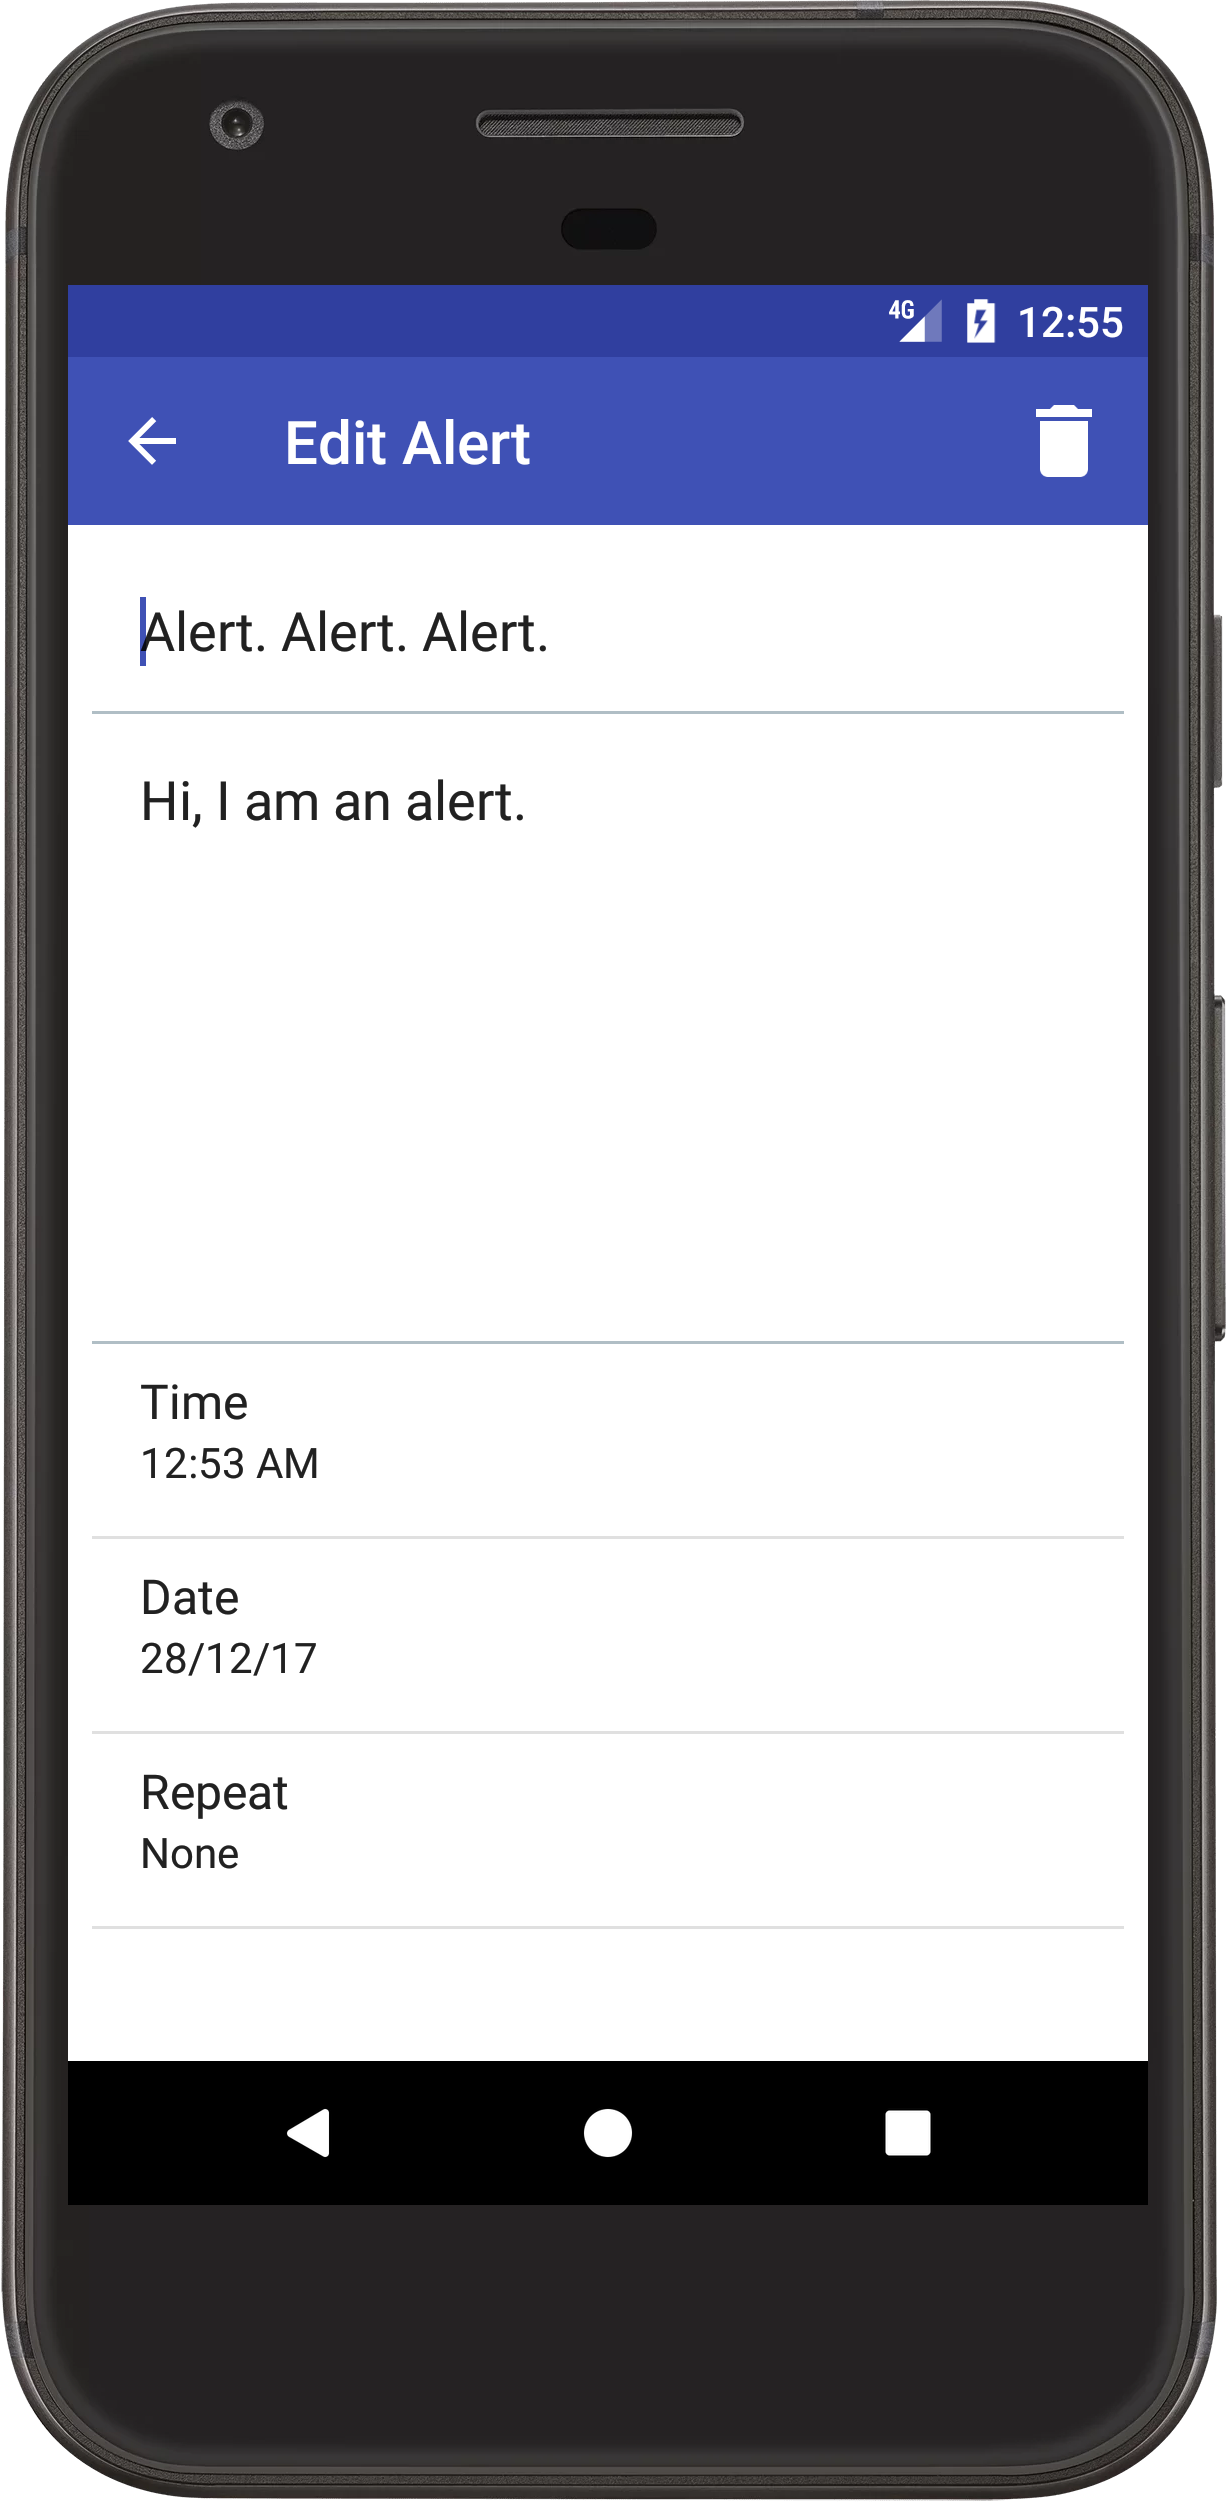 4G 12:55
Edit Alert
Alert. Alert. Alert.
Hi, I am an alert.
Time
12:53 AM
Date
28/12/17
Repeat
None